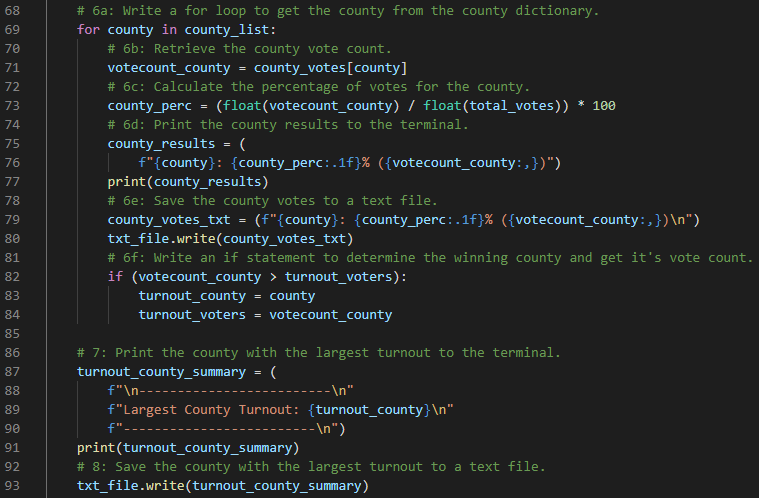 68 # 6a: Write a for loop to get the county from the county dictionary.
69 for county in county_list:
70 # 6b: Retrieve the county vote count.
71 votecount_county = county_votes[county]
72 # 6c: Calculate the percentage of votes for the county.
73 county_perc = (float(votecount_county) / float(total_votes)) * 100
74 # 6d: Print the county results to the terminal.
75 county_results = (
76 f"{county}: {county_perc:.1f}% ({votecount_county:,})")
77 print(county_results)
78 # 6e: Save the county votes to a text file.
79 county_votes_txt = (f"{county}: {county_perc:.1f}% ({votecount_county:,})\n")
80 txt_file.write(county_votes_txt)
81 # 6f: Write an if statement to determine the winning county and get it's vote count.
82 if (votecount_county > turnout_voters):
83 turnout_county = county
84 turnout_voters = votecount_county
85
86 # 7: Print the county with the largest turnout to the terminal.
87 turnout_county_summary = (
88 f"\n-------------------------\n"
89 f"Largest County Turnout: {turnout_county}\n"
90 f"-------------------------\n")
91 print(turnout_county_summary)
92 # 8: Save the county with the largest turnout to a text file.
93 txt_file.write(turnout_county_summary)